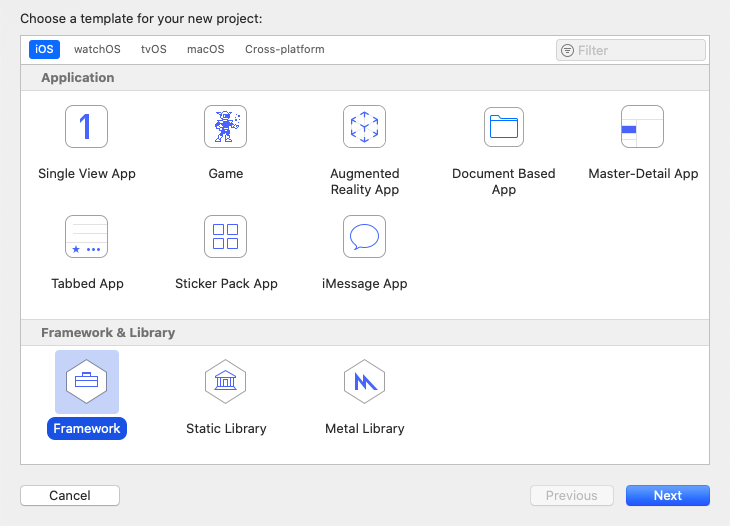 Choose a template for your new project:
iOS watchOS tvOS macOS Cross-platform Filter
Application
1
Single View App Game Augmented Reality App Document Based App Master-Detail App
Tabbed App Sticker Pack App iMessage App
Framework & Library
Framework Static Library Metal Library
Cancel Previous Next